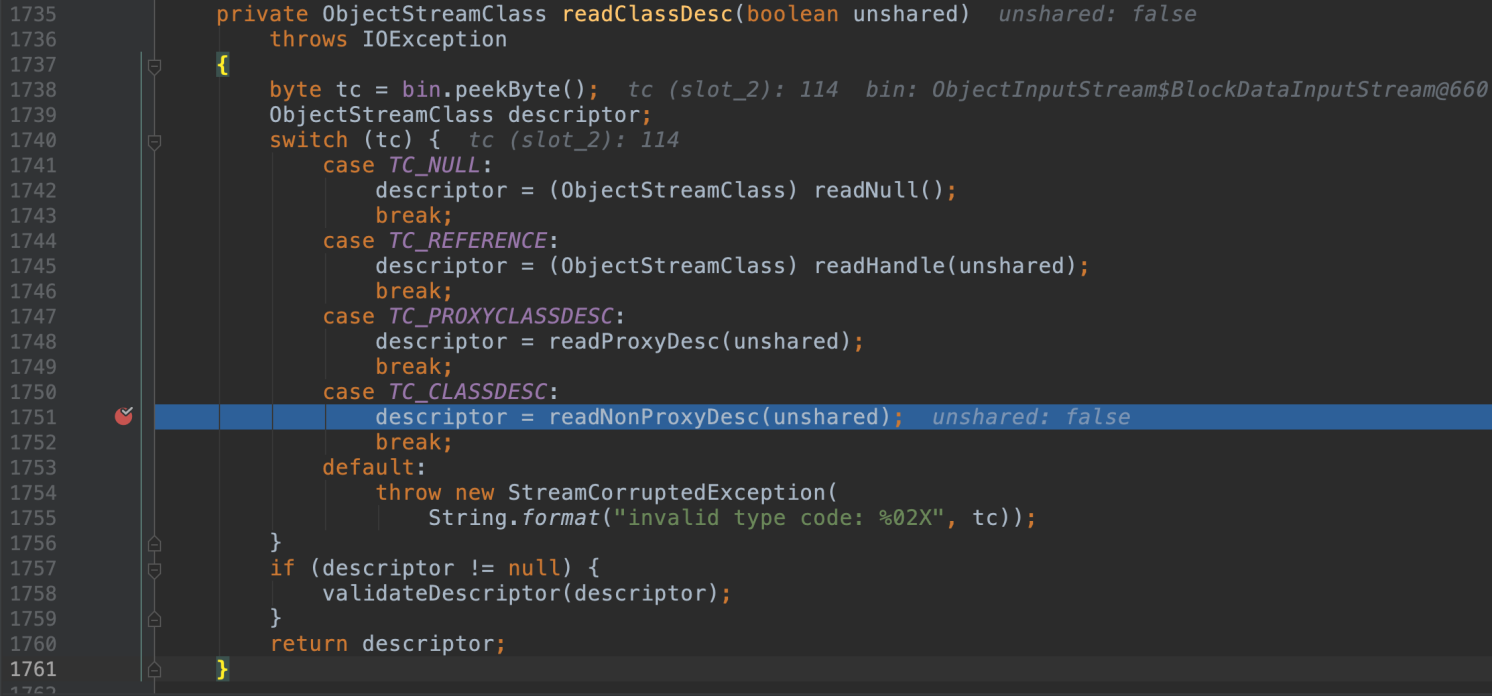 1735 private ObjectStreamClass readClassDesc(boolean unshared) unshared: false
1736 throws IOException
1737 {
1738 byte tc = bin.peekByte(); tc (slot_2): 114 bin: ObjectInputStream$BlockDataInputStream@660
1739 ObjectStreamClass descriptor;
1740 switch (tc) { tc (slot_2): 114
1741 case TC_NULL:
1742 descriptor = (ObjectStreamClass) readNull();
1743 break;
1744 case TC_REFERENCE:
1745 descriptor = (ObjectStreamClass) readHandle(unshared);
1746 break;
1747 case TC_PROXYCLASSDESC:
1748 descriptor = readProxyDesc(unshared);
1749 break;
1750 case TC_CLASSDESC:
1751 descriptor = readNonProxyDesc(unshared); unshared: false
1752 break;
1753 default:
1754 throw new StreamCorruptedException(
1755 String.format("invalid type code: %02X", tc));
1756 }
1757 if (descriptor != null) {
1758 validateDescriptor(descriptor);
1759 }
1760 return descriptor;
1761 }
1762